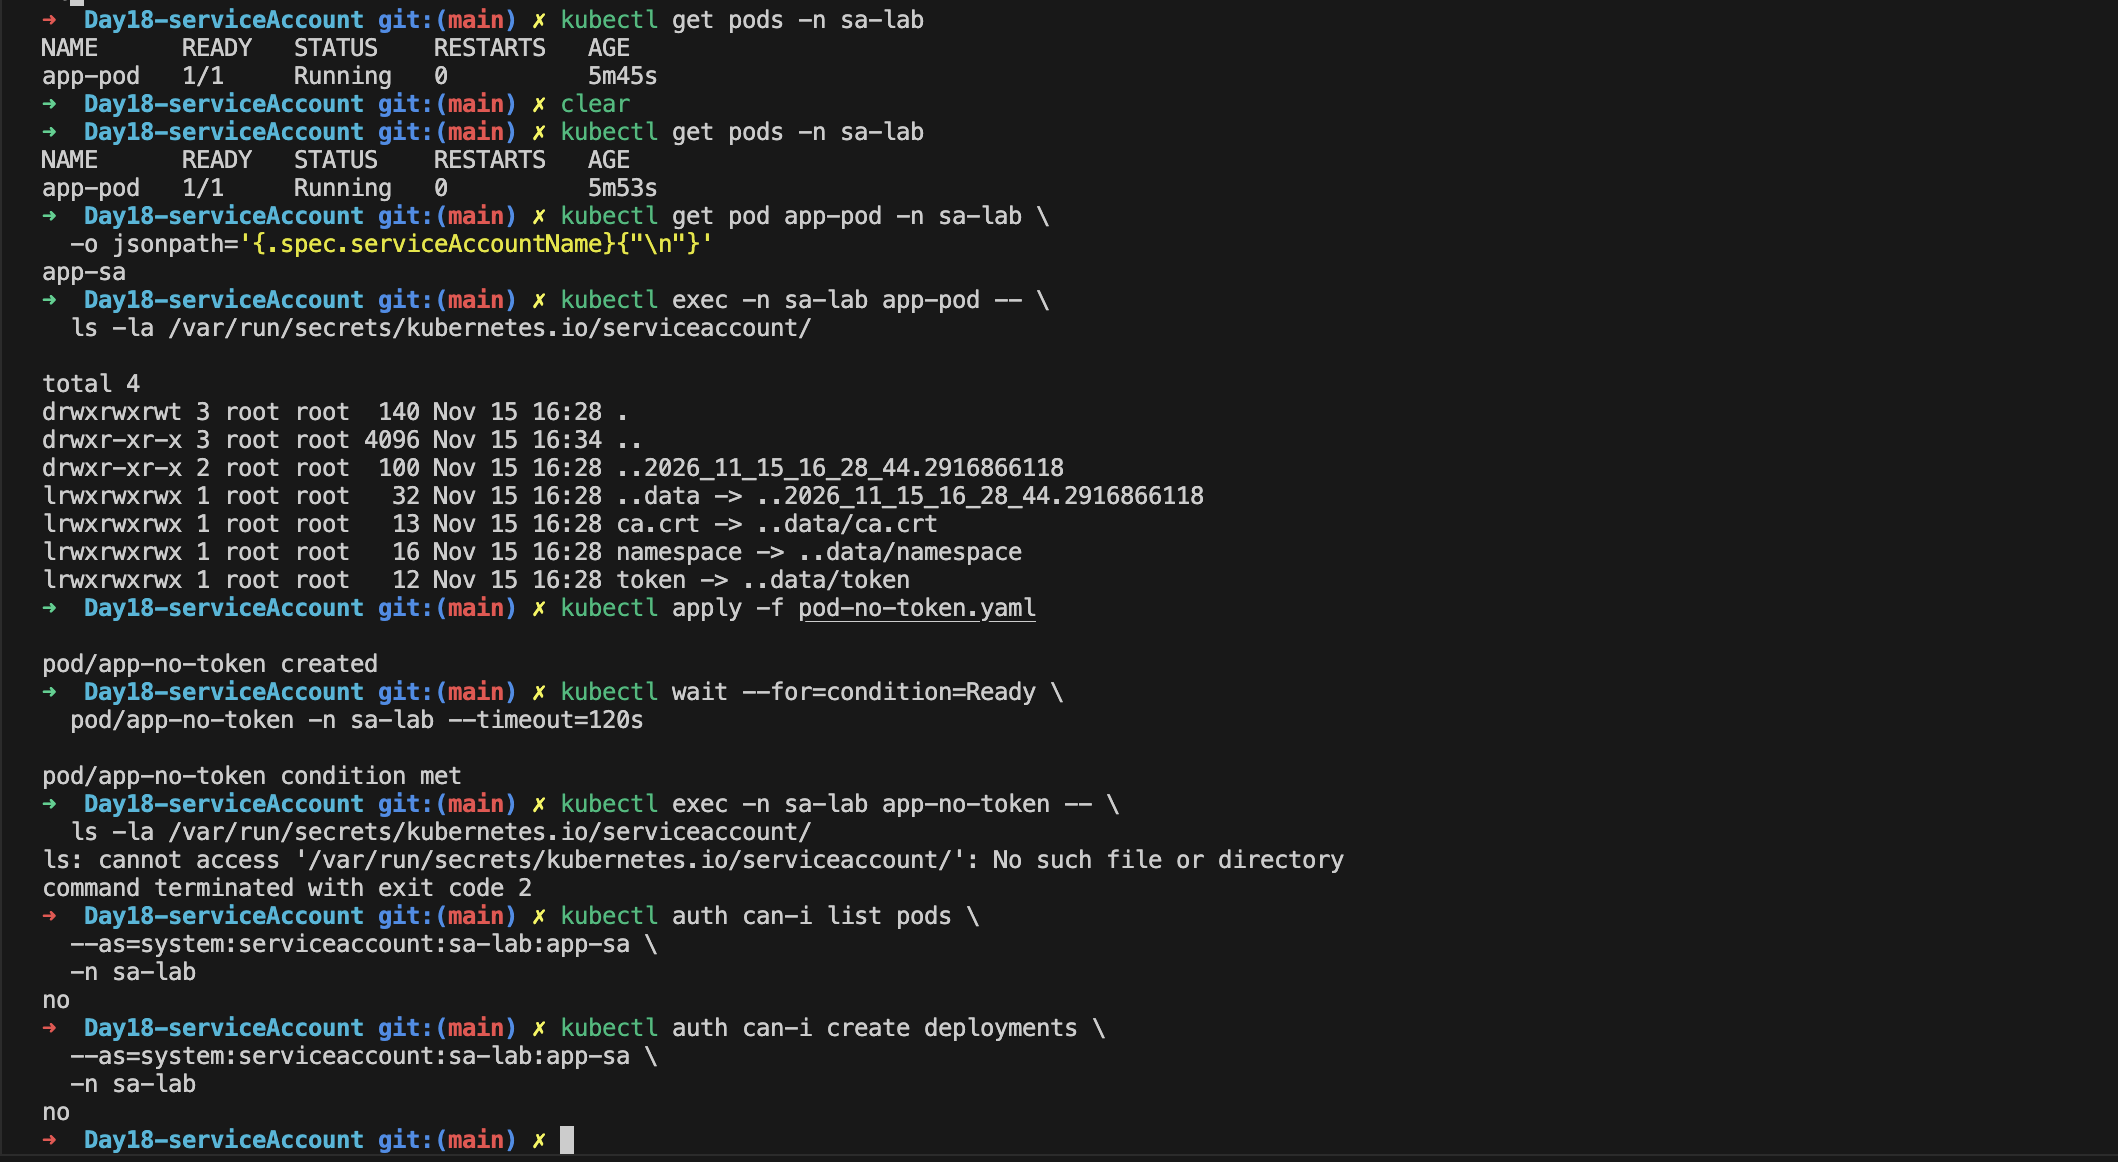 ➜  Day18-serviceAccount git:(main) ✗ kubectl get pods -n sa-lab
NAME      READY   STATUS    RESTARTS   AGE
app-pod   1/1     Running   0          5m45s
➜  Day18-serviceAccount git:(main) ✗ clear
➜  Day18-serviceAccount git:(main) ✗ kubectl get pods -n sa-lab
NAME      READY   STATUS    RESTARTS   AGE
app-pod   1/1     Running   0          5m53s
➜  Day18-serviceAccount git:(main) ✗ kubectl get pod app-pod -n sa-lab \
  -o jsonpath='{.spec.serviceAccountName}{"\n"}'
app-sa
➜  Day18-serviceAccount git:(main) ✗ kubectl exec -n sa-lab app-pod -- \
  ls -la /var/run/secrets/kubernetes.io/serviceaccount/
total 4
drwxrwxrwt 3 root root  140 Nov 15 16:28 .
drwxr-xr-x 3 root root 4096 Nov 15 16:34 ..
drwxr-xr-x 2 root root  100 Nov 15 16:28 ..2026_11_15_16_28_44.2916866118
lrwxrwxrwx 1 root root   32 Nov 15 16:28 ..data -> ..2026_11_15_16_28_44.2916866118
lrwxrwxrwx 1 root root   13 Nov 15 16:28 ca.crt -> ..data/ca.crt
lrwxrwxrwx 1 root root   16 Nov 15 16:28 namespace -> ..data/namespace
lrwxrwxrwx 1 root root   12 Nov 15 16:28 token -> ..data/token
➜  Day18-serviceAccount git:(main) ✗ kubectl apply -f pod-no-token.yaml
pod/app-no-token created
➜  Day18-serviceAccount git:(main) ✗ kubectl wait --for=condition=Ready \
  pod/app-no-token -n sa-lab --timeout=120s
pod/app-no-token condition met
➜  Day18-serviceAccount git:(main) ✗ kubectl exec -n sa-lab app-no-token -- \
  ls -la /var/run/secrets/kubernetes.io/serviceaccount/
ls: cannot access '/var/run/secrets/kubernetes.io/serviceaccount/': No such file or directory
command terminated with exit code 2
➜  Day18-serviceAccount git:(main) ✗ kubectl auth can-i list pods \
  --as=system:serviceaccount:sa-lab:app-sa \
  -n sa-lab
no
➜  Day18-serviceAccount git:(main) ✗ kubectl auth can-i create deployments \
  --as=system:serviceaccount:sa-lab:app-sa \
  -n sa-lab
no
➜  Day18-serviceAccount git:(main) ✗